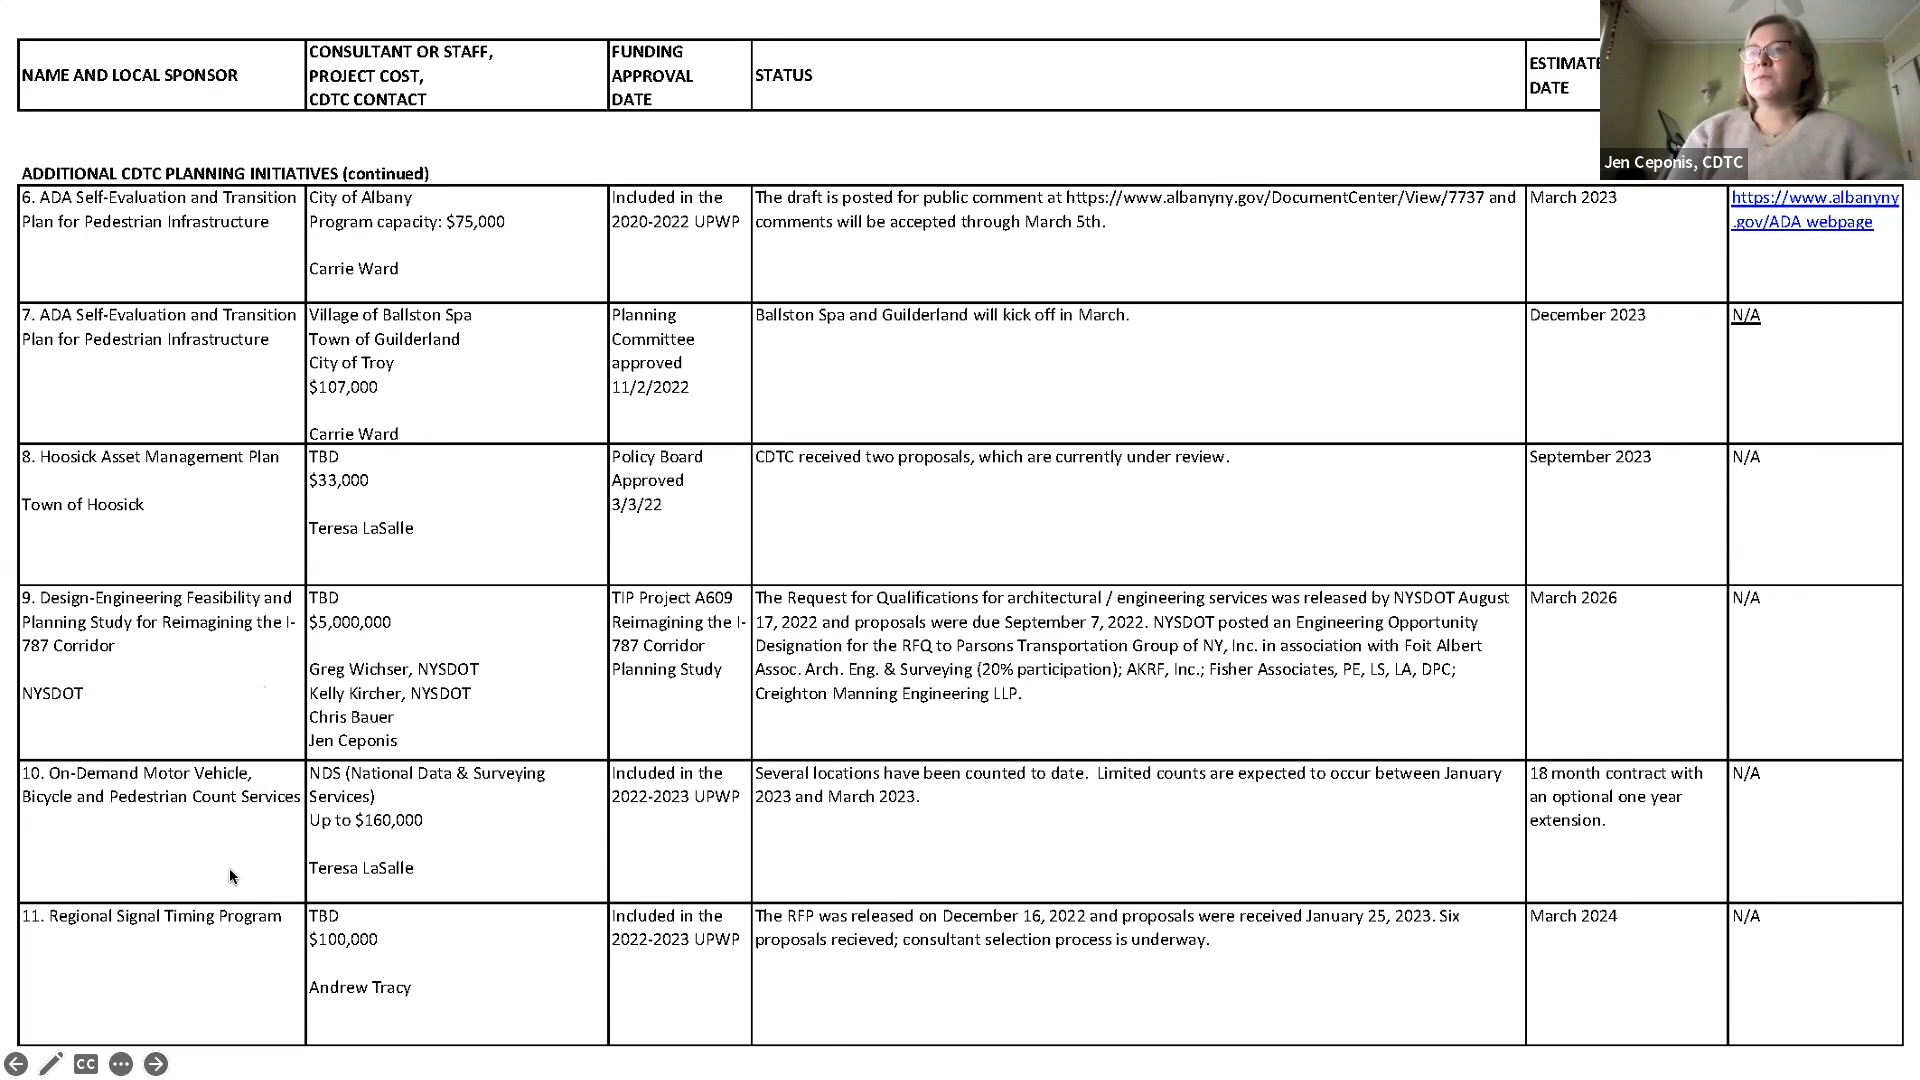 NAME AND LOCAL SPONSOR
CONSULTANT OR STAFF,
PROJECT COST,
CDTC CONTACT
FUNDING
APPROVAL
DATE
STATUS
ESTIMATE
DATE
Jen Ceponis, CDTC
ADDITIONAL CDTC PLANNING INITIATIVES (continued)
6. ADA Self-Evaluation and Transition
Plan for Pedestrian Infrastructure
City of Albany
Program capacity: $75,000
Carrie Ward
Included in the
2020-2022 UPWP
The draft is posted for public comment at https://www.albanyny.gov/DocumentCenter/View/7737 and
comments will be accepted through March 5th.
March 2023
https://www.albanyny
.gov/ADA webpage
7. ADA Self-Evaluation and Transition
Plan for Pedestrian Infrastructure
Village of Ballston Spa
Town of Guilderland
City of Troy
$107,000
Carrie Ward
Planning
Committee
approved
11/2/2022
Ballston Spa and Guilderland will kick off in March.
December 2023
N/A
8. Hoosick Asset Management Plan
Town of Hoosick
TBD
$33,000
Teresa LaSalle
Policy Board
Approved
3/3/22
CDTC received two proposals, which are currently under review.
September 2023
N/A
9. Design-Engineering Feasibility and
Planning Study for Reimagining the I-
787 Corridor
NYSDOT
TBD
$5,000,000
Greg Wichser, NYSDOT
Kelly Kircher, NYSDOT
Chris Bauer
Jen Ceponis
TIP Project A609
Reimagining the I-
787 Corridor
Planning Study
The Request for Qualifications for architectural / engineering services was released by NYSDOT August
17, 2022 and proposals were due September 7, 2022. NYSDOT posted an Engineering Opportunity
Designation for the RFQ to Parsons Transportation Group of NY, Inc. in association with Foit Albert
Assoc. Arch. Eng. & Surveying (20% participation); AKRF, Inc.; Fisher Associates, PE, LS, LA, DPC;
Creighton Manning Engineering LLP.
March 2026
N/A
10. On-Demand Motor Vehicle,
Bicycle and Pedestrian Count Services
NDS (National Data & Surveying
Services)
Up to $160,000
Teresa LaSalle
Included in the
2022-2023 UPWP
Several locations have been counted to date.  Limited counts are expected to occur between January
2023 and March 2023.
18 month contract with
an optional one year
extension.
N/A
11. Regional Signal Timing Program
TBD
$100,000
Andrew Tracy
Included in the
2022-2023 UPWP
The RFP was released on December 16, 2022 and proposals were received January 25, 2023. Six
proposals recieved; consultant selection process is underway.
March 2024
N/A
CC